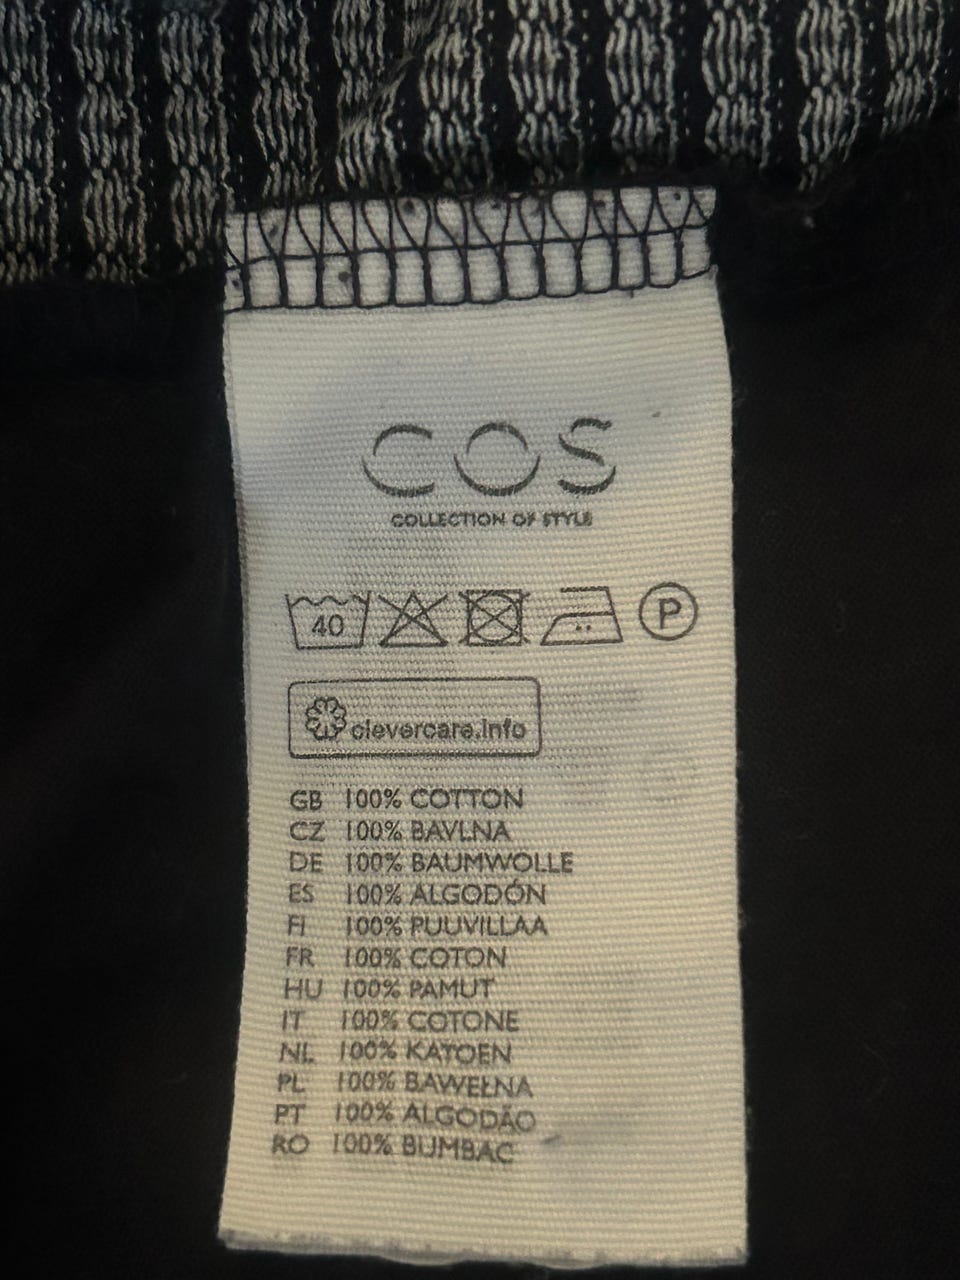 COS
COLLECTION OF STYLE
40 P
clevercare.info
GB 100% COTTON
CZ 100% BAVLNA
DE 100% BAUMWOLLE
ES 100% ALGODÓN
FI 100% PUUVILLAA
FR 100% COTON
HU 100% PAMUT
IT 100% COTONE
NL 100% KATOEN
PL 100% BAWEŁNA
PT 100% ALGODÃO
RO 100% BUMBAC